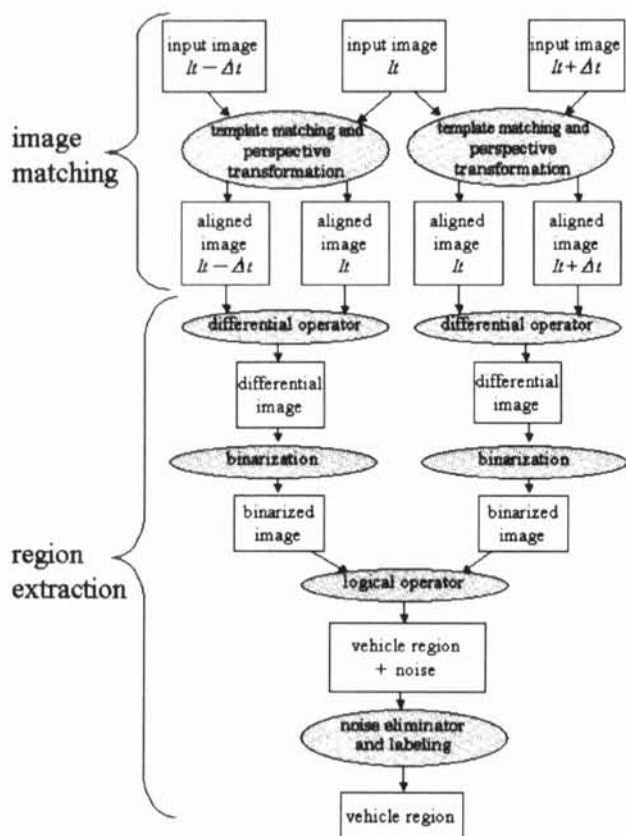 input image
It − Δt
input image
It
input image
It + Δt
image
matching
template matching and
perspective
transformation
template matching and
perspective
transformation
aligned
image
It − Δt
aligned
image
It
aligned
image
It
aligned
image
It + Δt
differential operator
differential operator
differential
image
differential
image
binarization
binarization
binarized
image
binarized
image
region
extraction
logical operator
vehicle region
+ noise
noise eliminator
and labeling
vehicle region